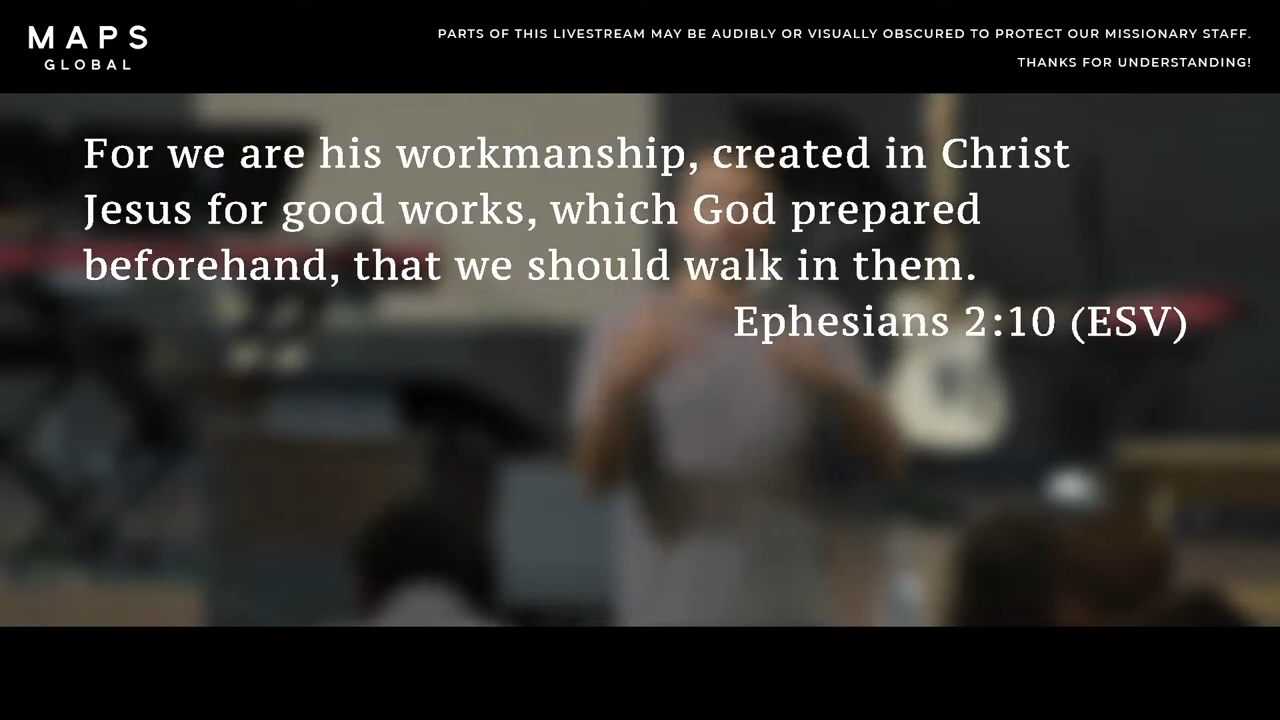 MAPS
GLOBAL
PARTS OF THIS LIVESTREAM MAY BE AUDIBLY OR VISUALLY OBSCURED TO PROTECT OUR MISSIONARY STAFF.
THANKS FOR UNDERSTANDING!
For we are his workmanship, created in Christ
Jesus for good works, which God prepared
beforehand, that we should walk in them.
Ephesians 2:10 (ESV)